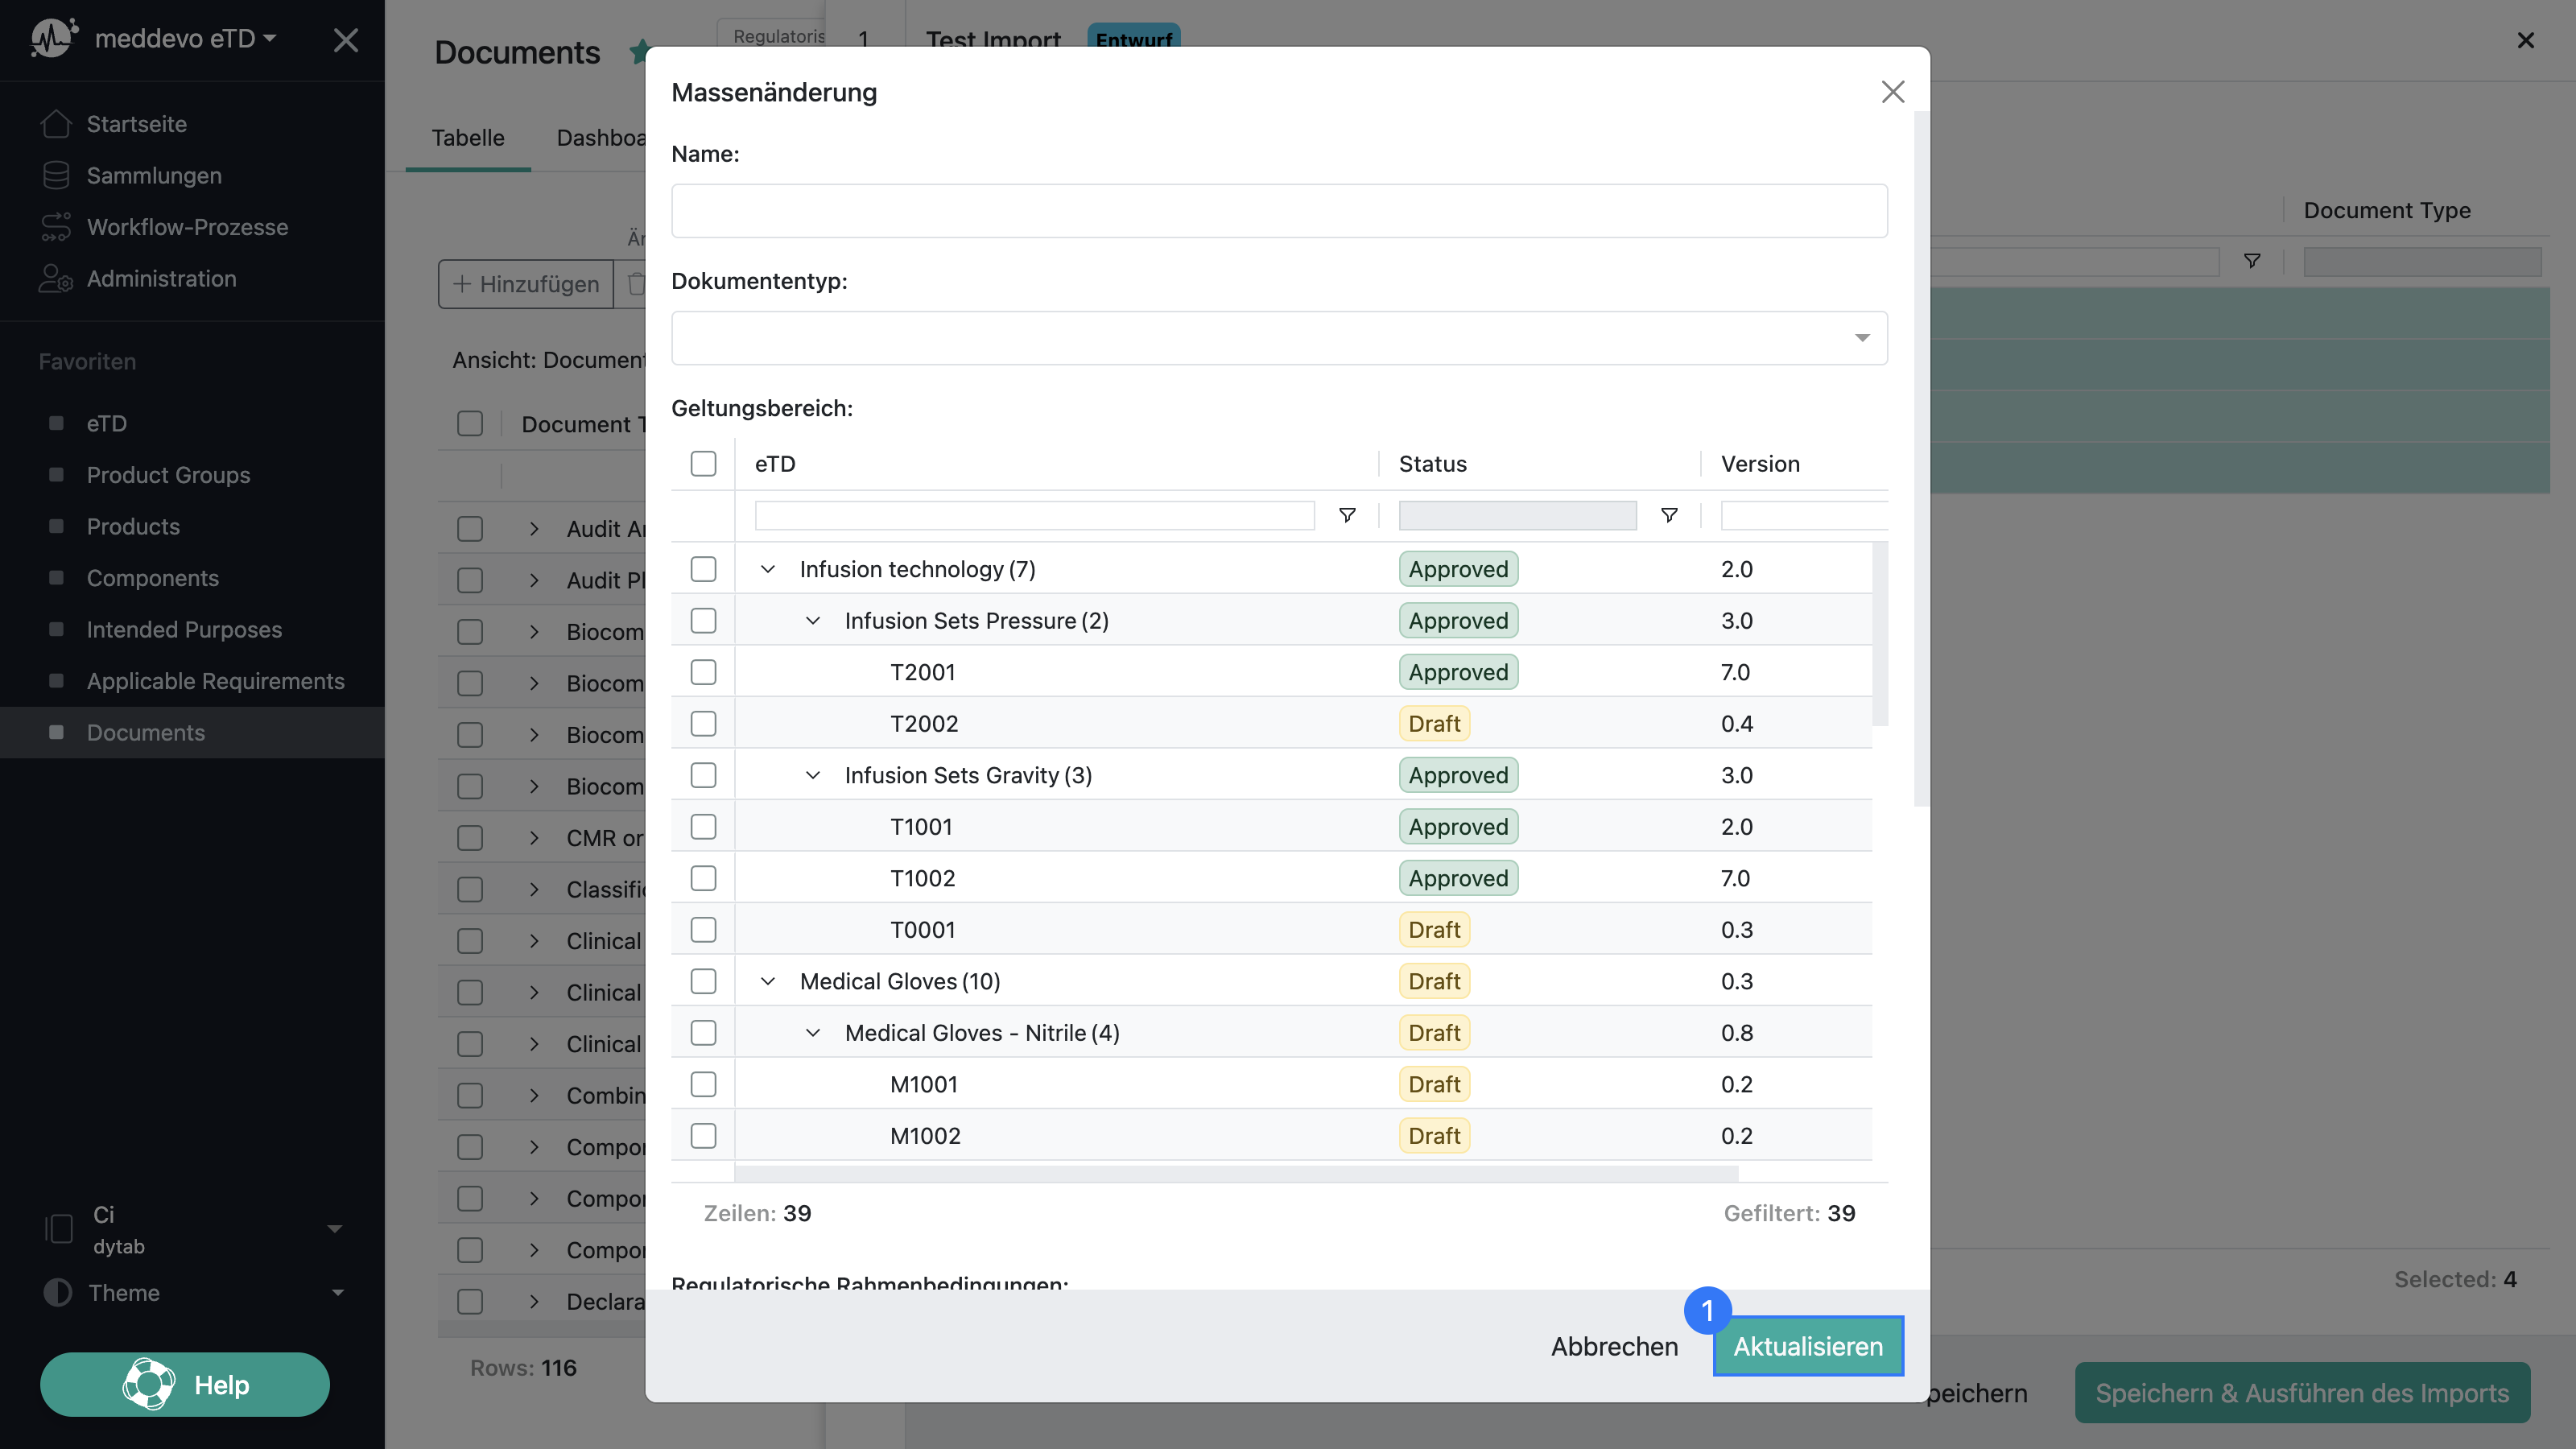 meddevo eTD
Startseite
Sammlungen
Workflow-Prozesse
Administration
Favoriten
eTD
Product Groups
Products
Components
Intended Purposes
Applicable Requirements
Documents
Ci
dytab
Theme
Help
Documents
Regulatoris
1
Test Import
Entwurf
Tabelle
Dashboa
Än
+ Hinzufügen
Ansicht: Document
Document T
Audit A
Audit Pl
Biocom
Biocom
Biocom
Biocom
CMR or
Classific
Clinical
Clinical
Clinical
Combin
Compor
Compor
Compor
Declara
Rows: 116
Massenänderung
Name:
Dokumententyp:
Geltungsbereich:
eTD Status Version
Infusion technology (7) Approved 2.0
Infusion Sets Pressure (2) Approved 3.0
T2001 Approved 7.0
T2002 Draft 0.4
Infusion Sets Gravity (3) Approved 3.0
T1001 Approved 2.0
T1002 Approved 7.0
T0001 Draft 0.3
Medical Gloves (10) Draft 0.3
Medical Gloves - Nitrile (4) Draft 0.8
M1001 Draft 0.2
M1002 Draft 0.2
Zeilen: 39 Gefiltert: 39
Regulatorische Rahmenbedingungen:
1
Abbrechen Aktualisieren
Document Type
Selected: 4
peichern Speichern & Ausführen des Imports